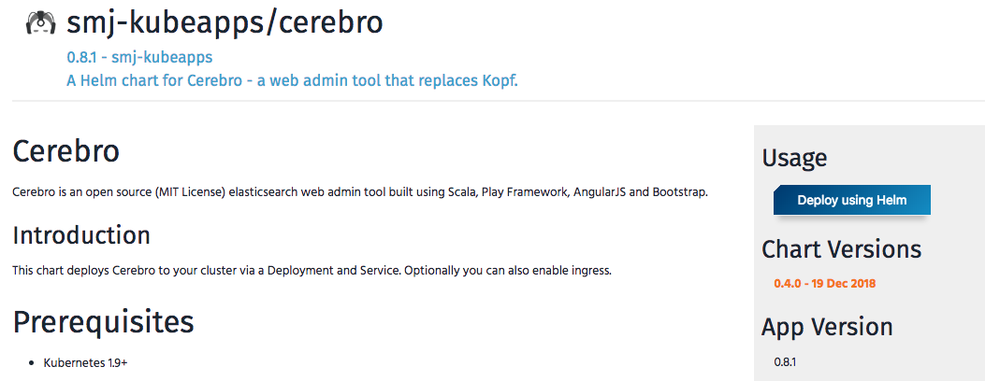 smj-kubeapps/cerebro
0.8.1 - smj-kubeapps
A Helm chart for Cerebro - a web admin tool that replaces Kopf.
Cerebro
Cerebro is an open source (MIT License) elasticsearch web admin tool built using Scala, Play Framework, AngularJS and Bootstrap.
Introduction
This chart deploys Cerebro to your cluster via a Deployment and Service. Optionally you can also enable ingress.
Prerequisites
• Kubernetes 1.9+
Usage
Deploy using Helm
Chart Versions
0.4.0 - 19 Dec 2018
App Version
0.8.1